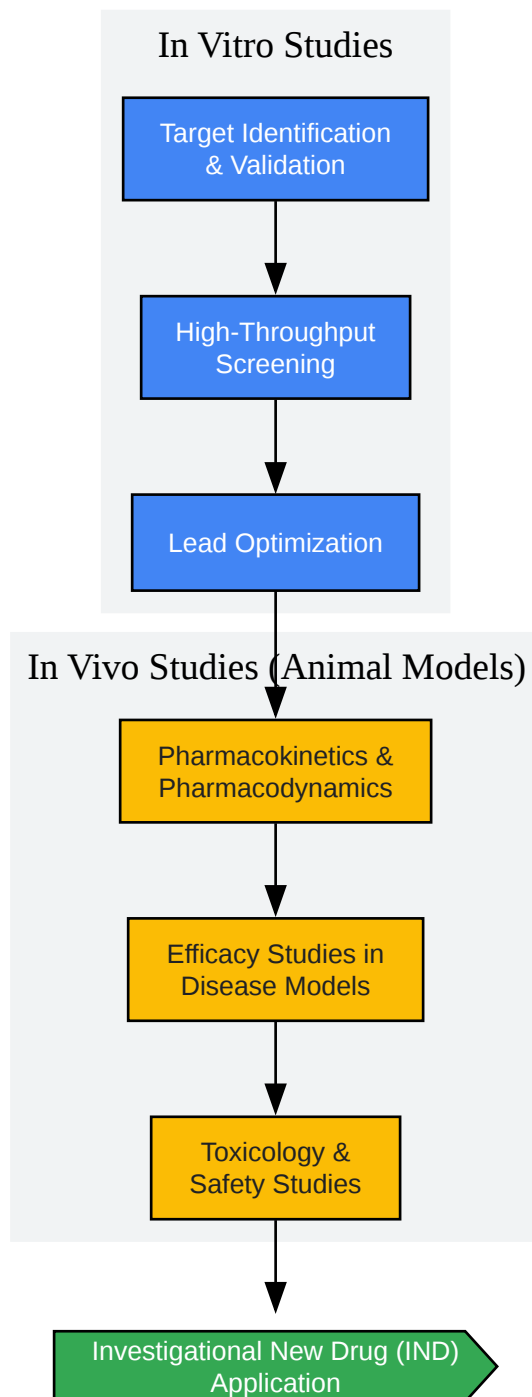 In Vitro Studies
Target Identification
& Validation
High-Throughput
Screening
Lead Optimization
In Vivo Studies (Animal Models)
Pharmacokinetics &
Pharmacodynamics
Efficacy Studies in
Disease Models
Toxicology &
Safety Studies
Investigational New Drug (IND)
Application